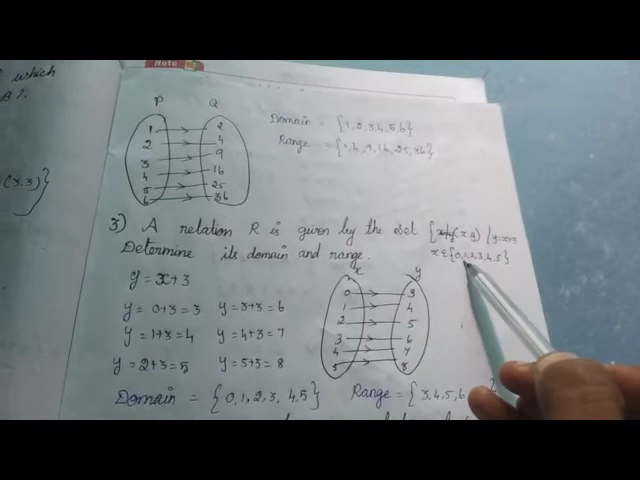 Note
which
P Q
Domain = {1,2,3,4,5,6}
1 2
Range = {1,4,9,16,25,36}
2 4
3 9
4 16
5 25
6 36
(3,3)}
3) A relation R is given by the set {(x,y) / y=x+3
Determine its domain and range. x∈{0,1,2,3,4,5}
y = x+3
x y
y = 0+3 = 3 y = 3+3 = 6
0 3
y = 1+3 = 4 y = 4+3 = 7
1 4
2 5
y = 2+3 = 5 y = 5+3 = 8
3 6
4 7
5 8
Domain = {0,1,2,3,4,5} Range = {3,4,5,6